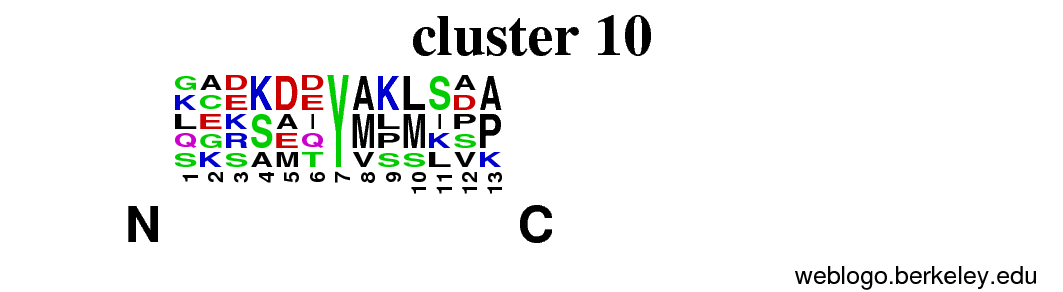 cluster 10
G A D K D D Y A K L S A A
K C E S A E M L M I D P
L E K A E I V P S K P K
Q G R M Q S L S
S K S T V
1 2 3 4 5 6 7 8 9 10 11 12 13
N C
weblogo.berkeley.edu